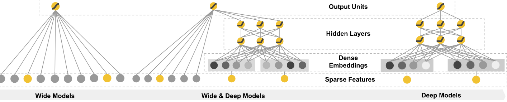 Output Units
Hidden Layers
Dense
Embeddings
Sparse Features
Wide Models
Wide & Deep Models
Deep Models